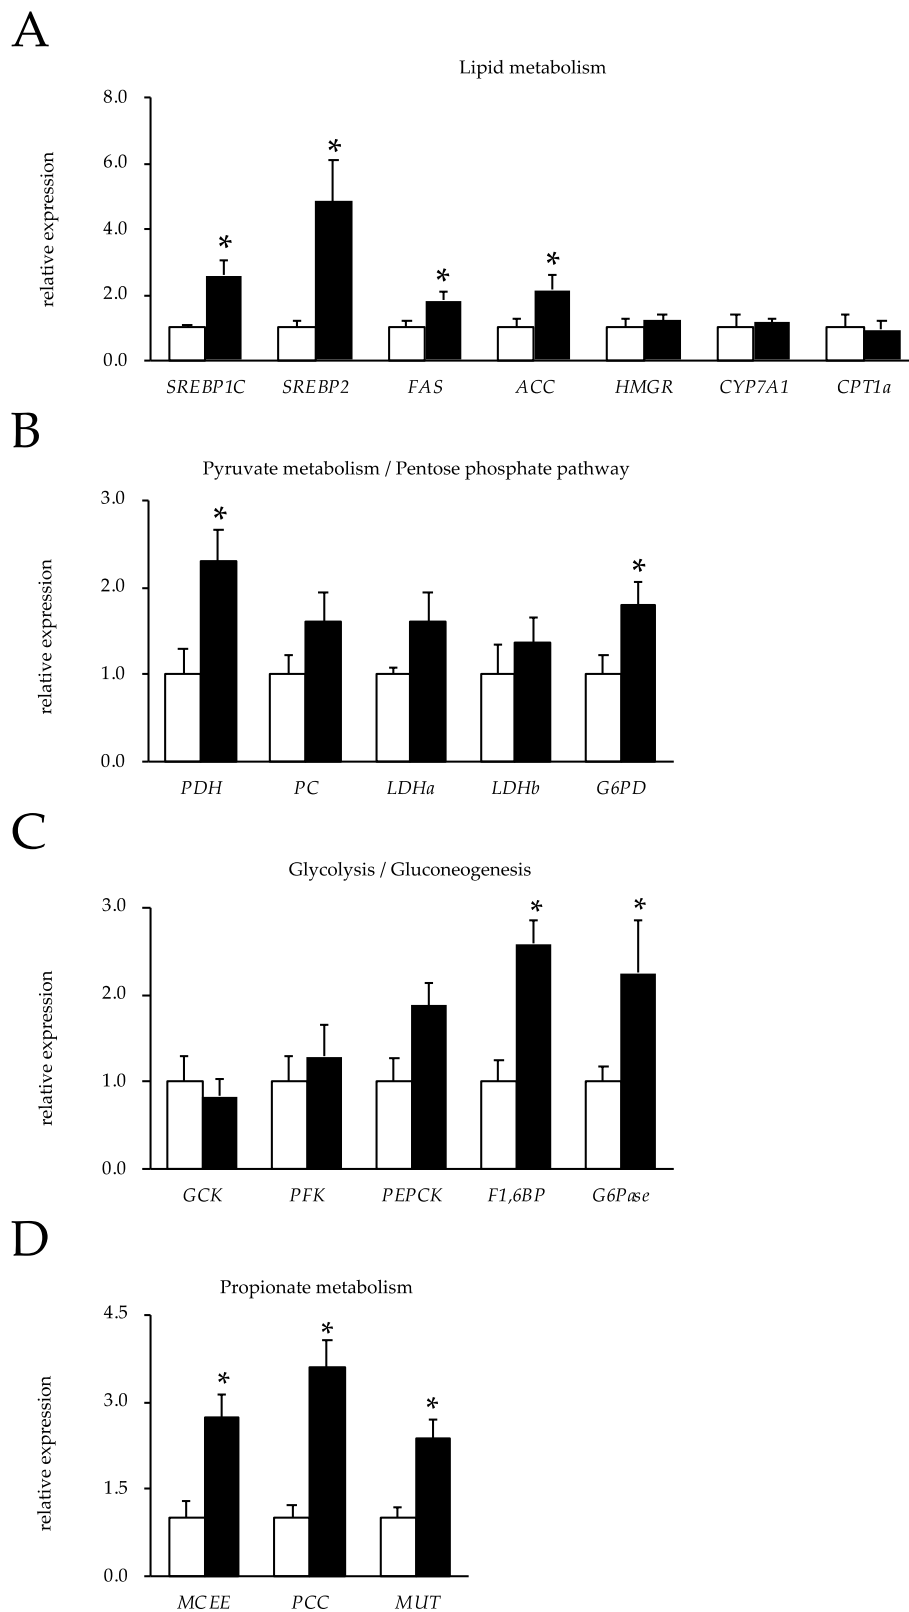 A
Lipid metabolism
relative expression
8.0
6.0
4.0
2.0
0.0
* * * *
SREBP1C SREBP2 FAS ACC HMGR CYP7A1 CPT1a
B
Pyruvate metabolism / Pentose phosphate pathway
relative expression
3.0
2.0
1.0
0.0
* *
PDH PC LDHa LDHb G6PD
C
Glycolysis / Gluconeogenesis
relative expression
3.0
2.0
1.0
0.0
* *
GCK PFK PEPCK F1,6BP G6Pase
D
Propionate metabolism
relative expression
4.5
3.0
1.5
0.0
* * *
MCEE PCC MUT